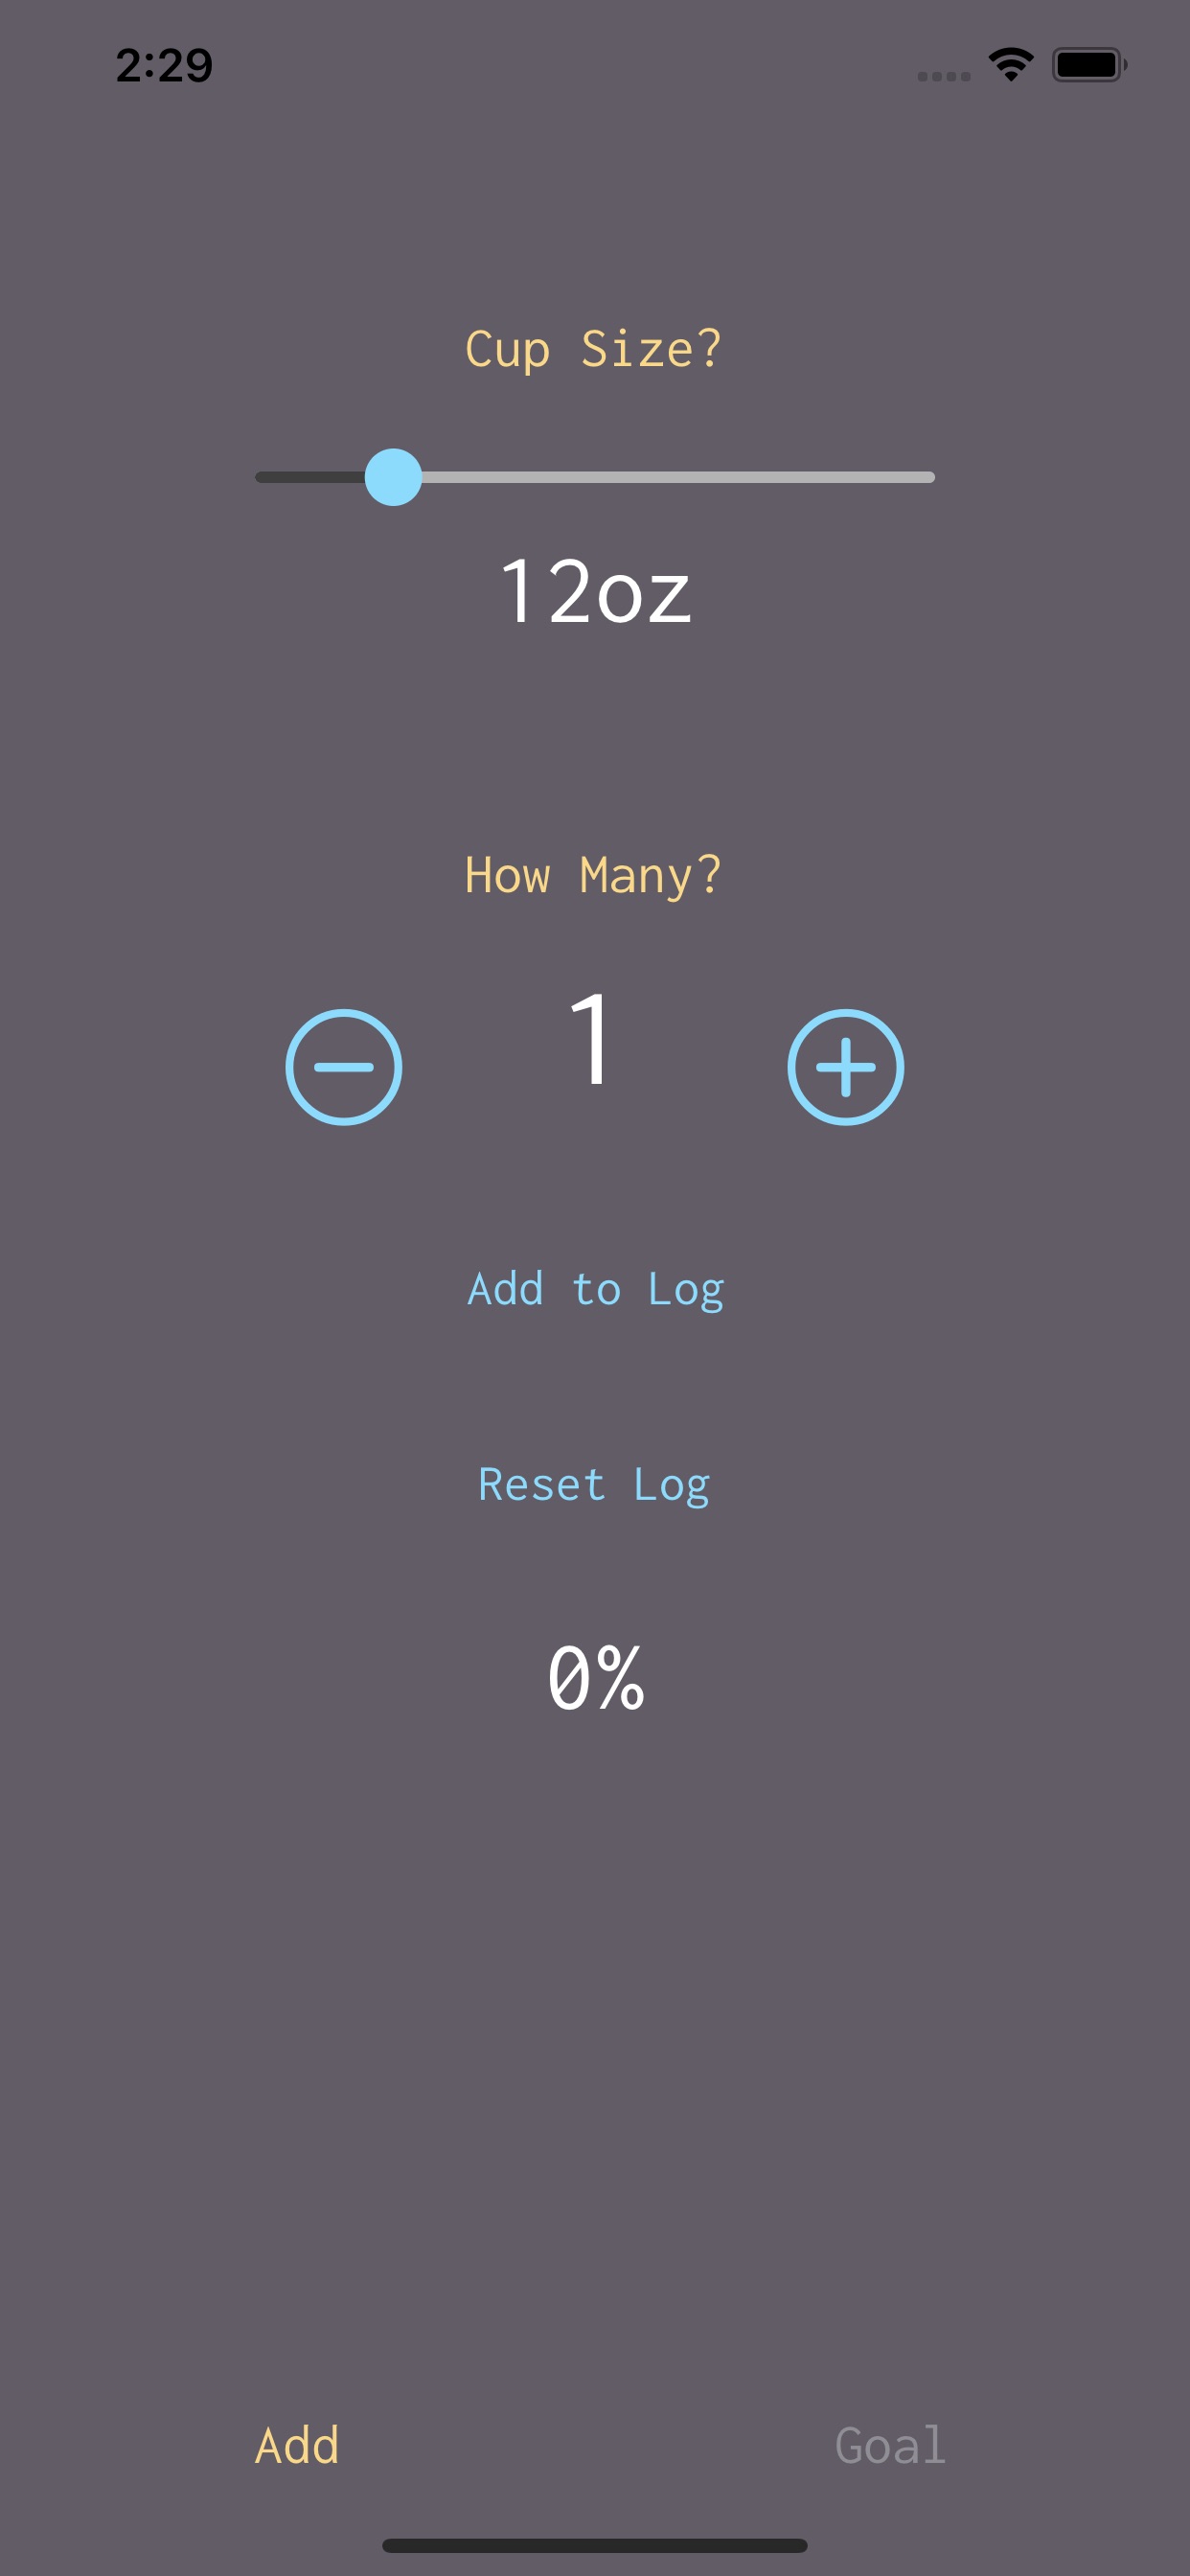 2:29
Cup Size?
12oz
How Many?
1
Add to Log
Reset Log
0%
Add Goal